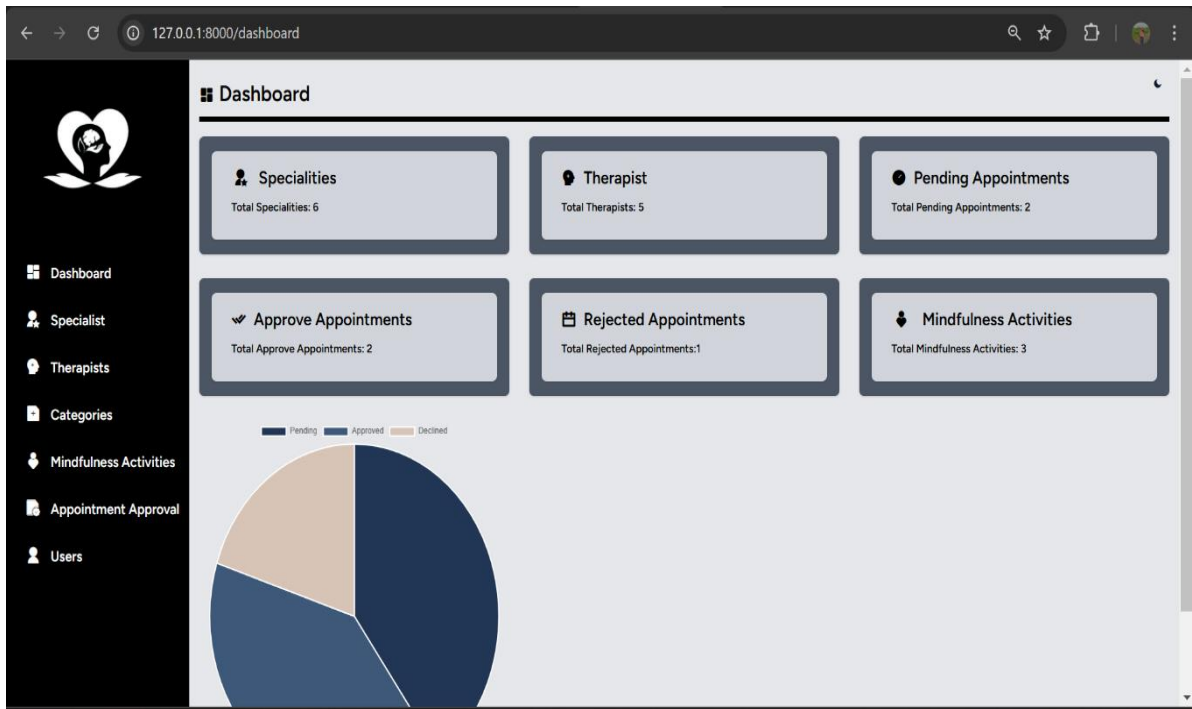 127.0.0.1:8000/dashboard
Dashboard
Specialities
Total Specialities: 6
Therapist
Total Therapists: 5
Pending Appointments
Total Pending Appointments: 2
Approve Appointments
Total Approve Appointments: 2
Rejected Appointments
Total Rejected Appointments:1
Mindfulness Activities
Total Mindfulness Activities: 3
Dashboard
Specialist
Therapists
Categories
Mindfulness Activities
Appointment Approval
Users
Pending Approved Declined